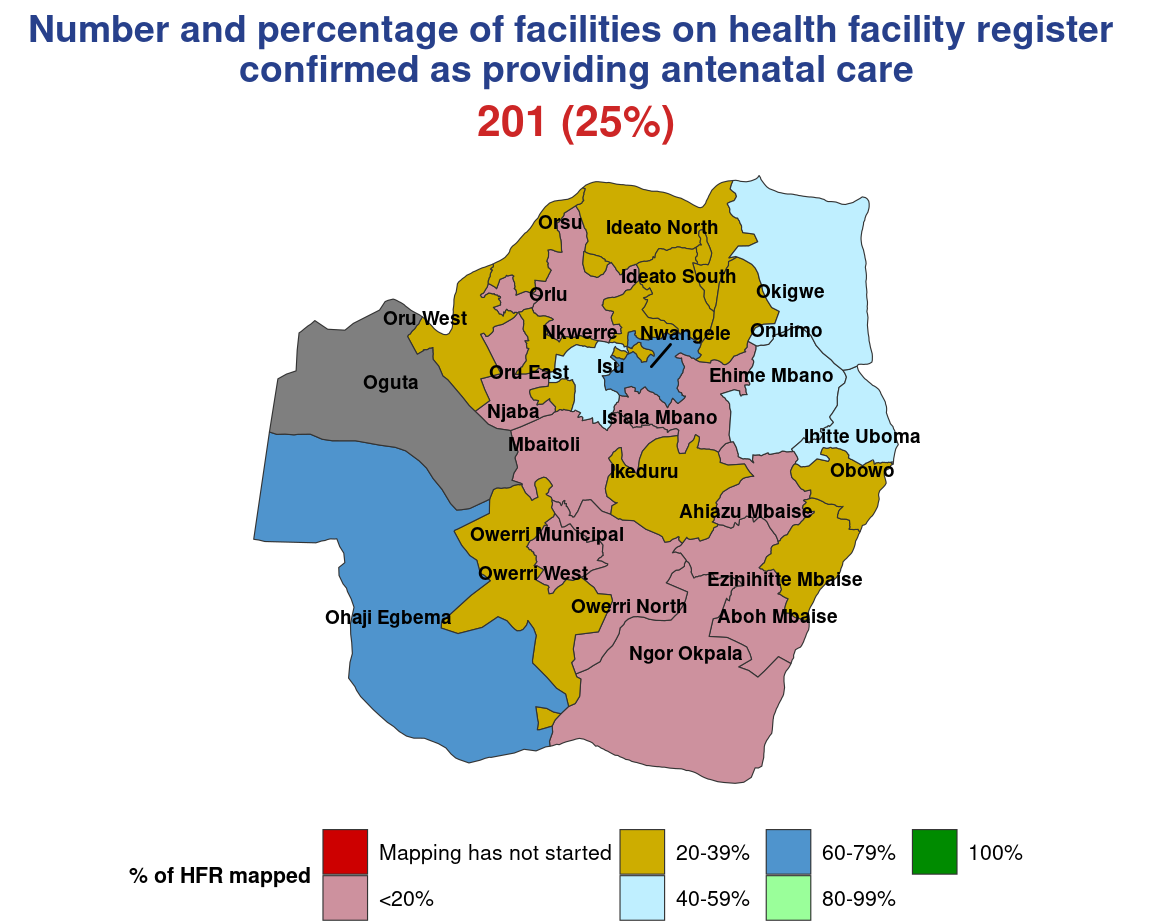 Number and percentage of facilities on health facility register
confirmed as providing antenatal care
201 (25%)
Orsu
Ideato North
Ideato South
Orlu
Okigwe
Oru West
Nkwerre
Nwangele
Onuimo
Isu
Oru East
Ehime Mbano
Oguta
Njaba
Isiala Mbano
Mbaitoli
Ihitte Uboma
Ikeduru
Obowo
Ahiazu Mbaise
Owerri Municipal
Owerri West
Ezinihitte Mbaise
Owerri North
Ohaji Egbema
Aboh Mbaise
Ngor Okpala
% of HFR mapped
Mapping has not started
<20%
20-39%
40-59%
60-79%
80-99%
100%